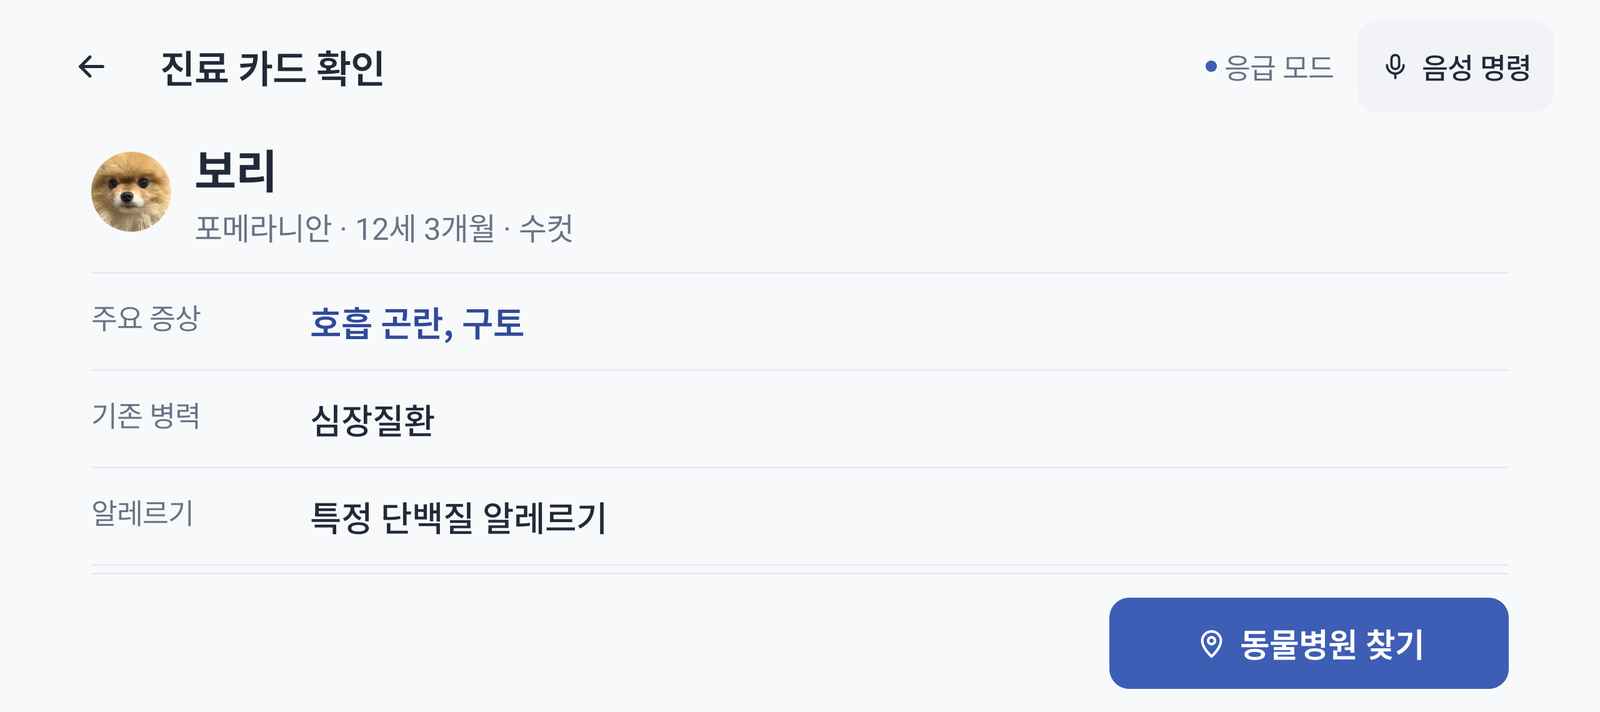 진료 카드 확인
응급 모드
음성 명령
보리
포메라니안 · 12세 3개월 · 수컷
주요 증상
호흡 곤란, 구토
기존 병력
심장질환
알레르기
특정 단백질 알레르기
동물병원 찾기